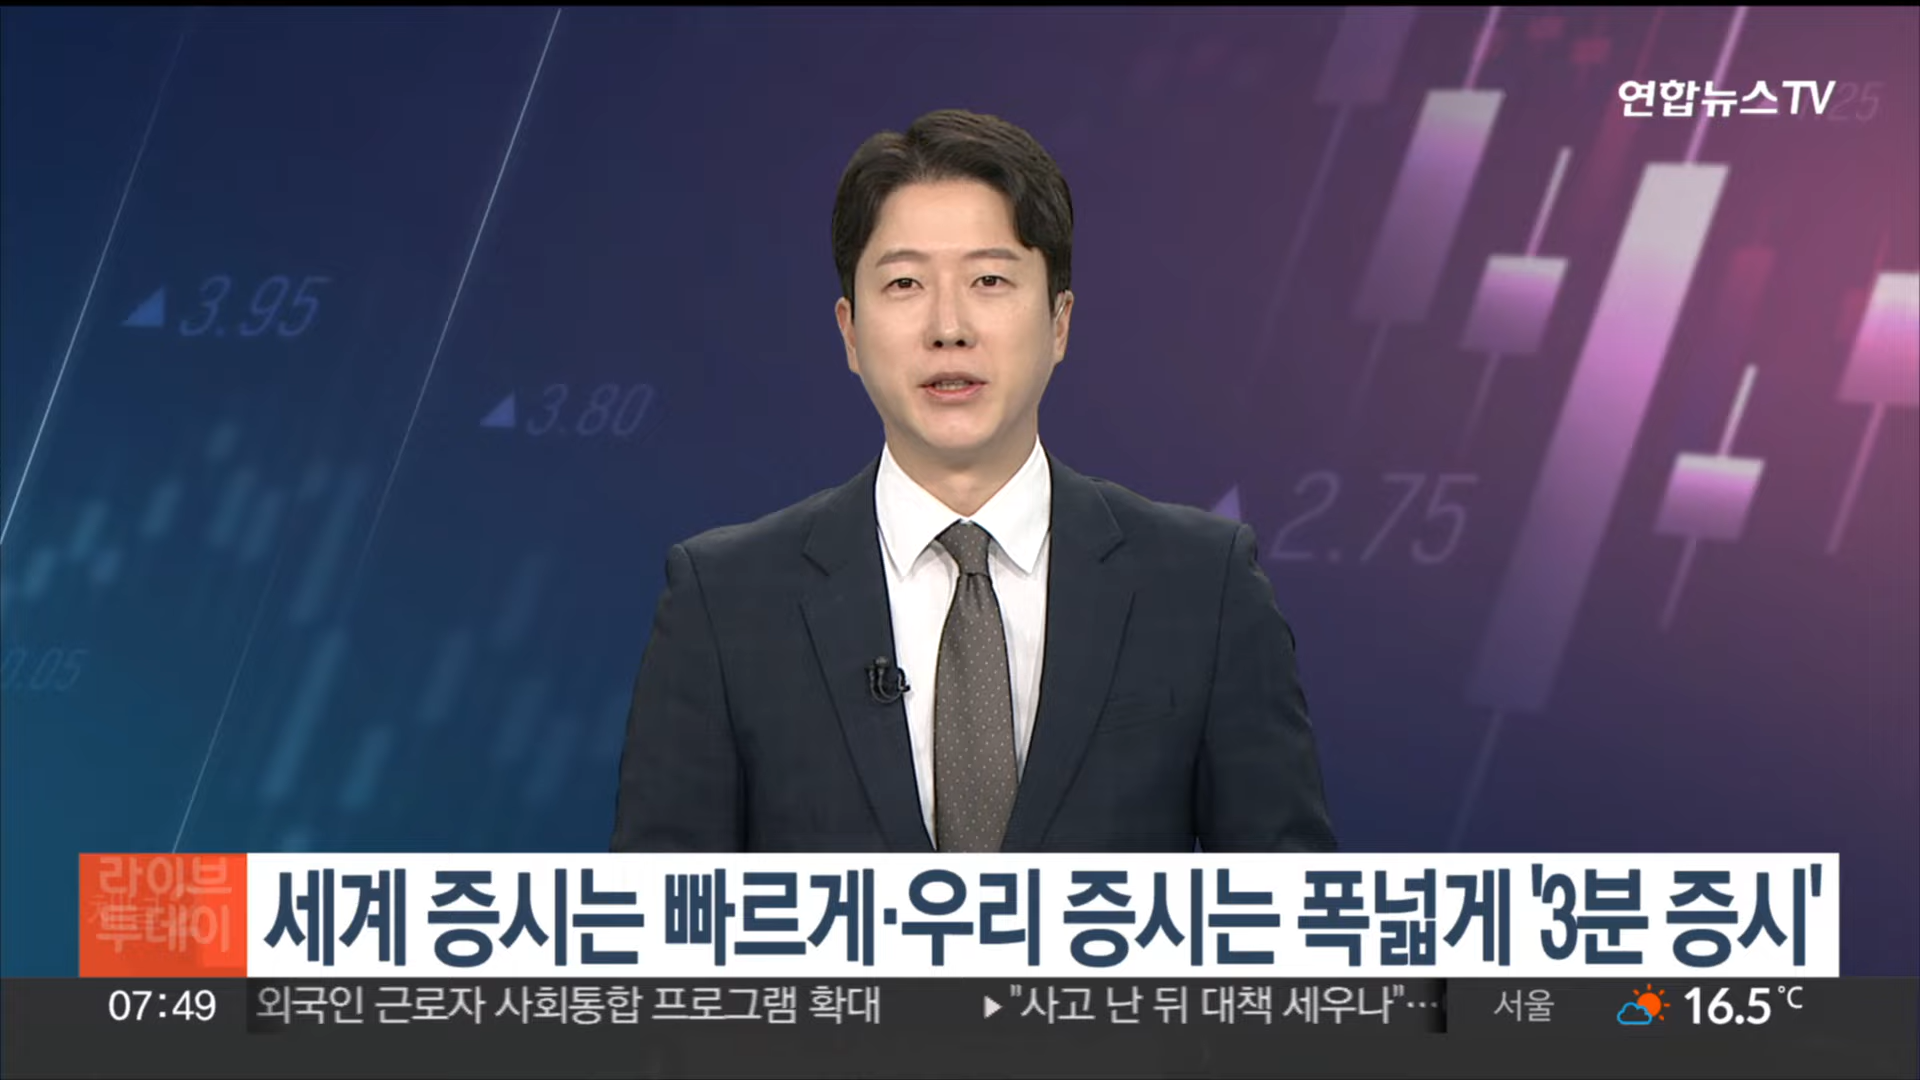 연합뉴스TV
25
3.95
3.80
2.75
0.05
라이브
투데이
세계 증시는 빠르게·우리 증시는 폭넓게 '3분 증시'
07:49
외국인 근로자 사회통합 프로그램 확대
▶"사고 난 뒤 대책 세우나"…
서울
16.5℃